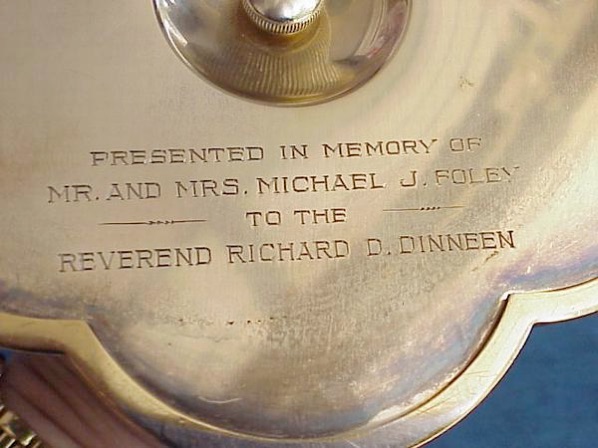 PRESENTED IN MEMORY OF
MR. AND MRS. MICHAEL J. FOLEY
TO THE
REVEREND RICHARD D. DINNEEN